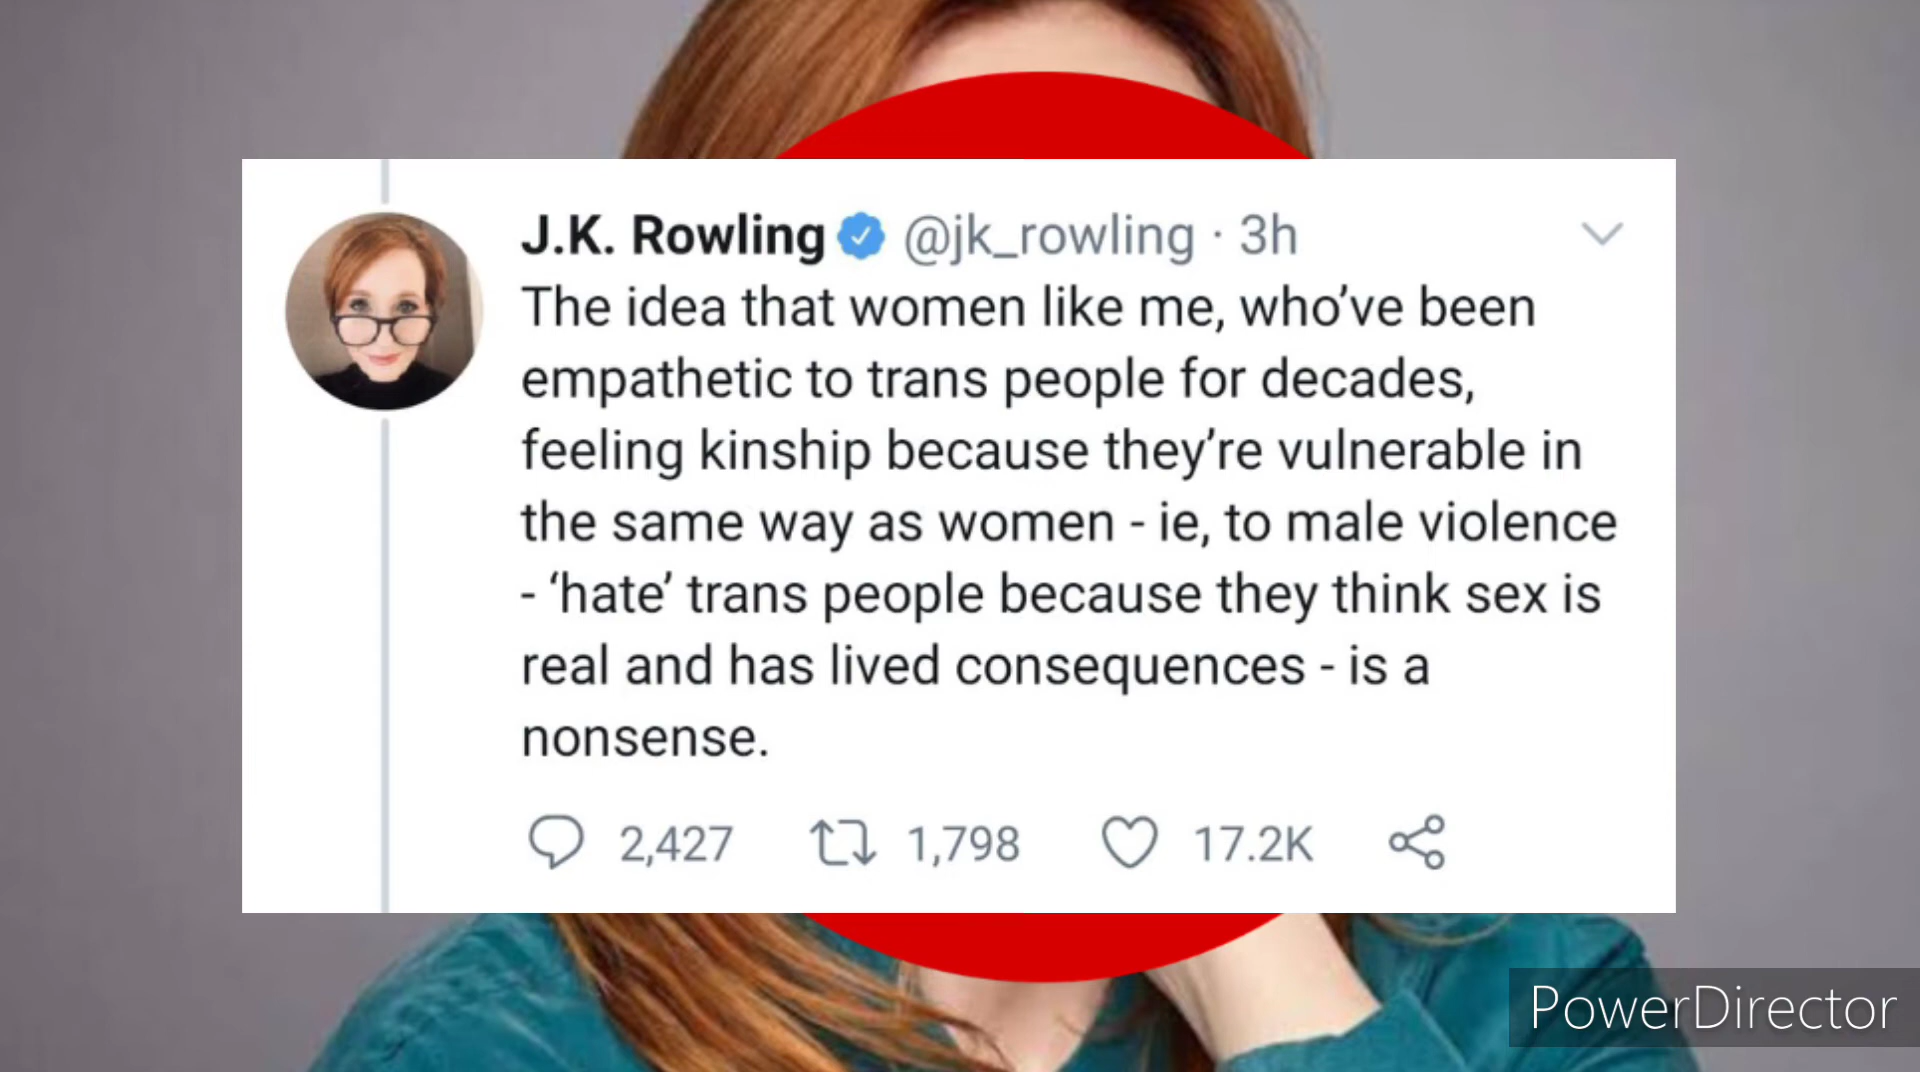 J.K. Rowling @jk_rowling · 3h
The idea that women like me, who’ve been
empathetic to trans people for decades,
feeling kinship because they’re vulnerable in
the same way as women - ie, to male violence
- ‘hate’ trans people because they think sex is
real and has lived consequences - is a
nonsense.
2,427 1,798 17.2K
PowerDirector